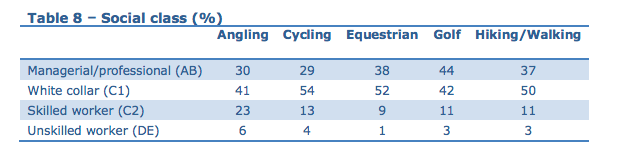 Table 8 – Social class (%)
Angling Cycling Equestrian Golf Hiking/Walking
Managerial/professional (AB) 30 29 38 44 37
White collar (C1) 41 54 52 42 50
Skilled worker (C2) 23 13 9 11 11
Unskilled worker (DE) 6 4 1 3 3